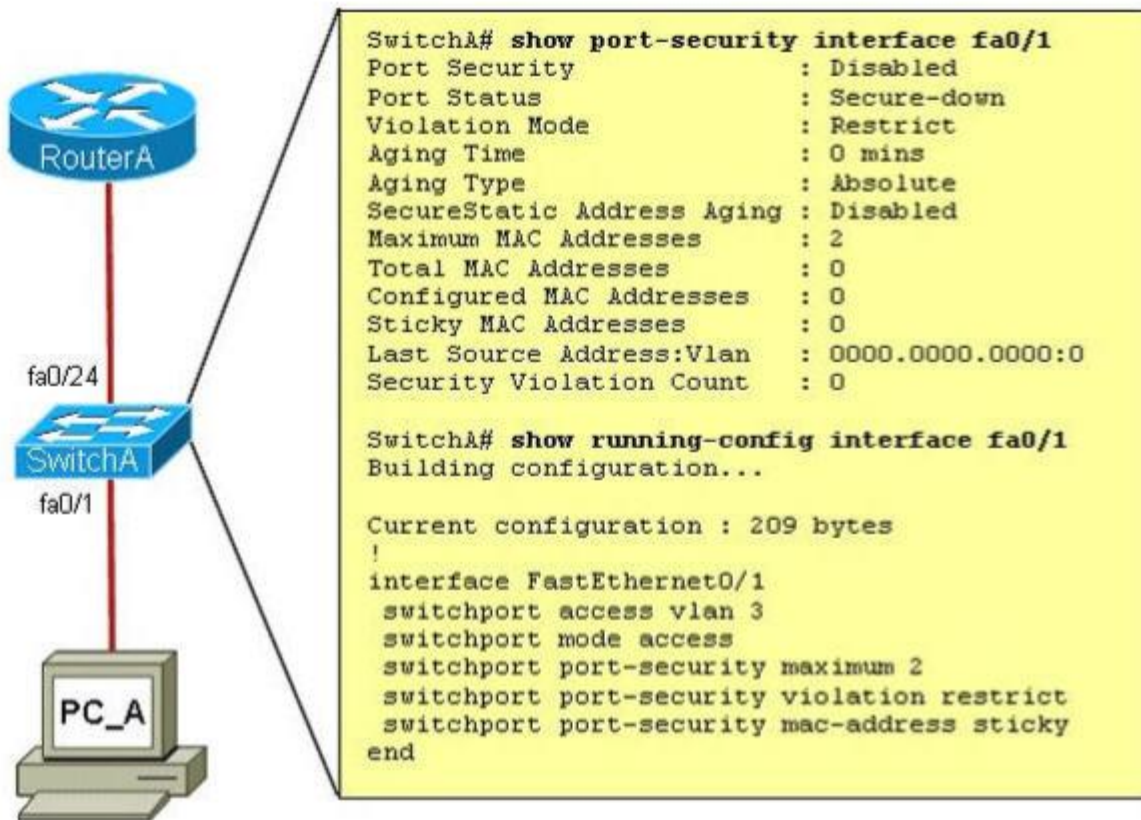 RouterA
fa0/24
SwitchA
fa0/1
PC_A
SwitchA# show port-security interface fa0/1
Port Security : Disabled
Port Status : Secure-down
Violation Mode : Restrict
Aging Time : 0 mins
Aging Type : Absolute
SecureStatic Address Aging : Disabled
Maximum MAC Addresses : 2
Total MAC Addresses : 0
Configured MAC Addresses : 0
Sticky MAC Addresses : 0
Last Source Address:Vlan : 0000.0000.0000:0
Security Violation Count : 0
SwitchA# show running-config interface fa0/1
Building configuration...
Current configuration : 209 bytes
!
interface FastEthernet0/1
switchport access vlan 3
switchport mode access
switchport port-security maximum 2
switchport port-security violation restrict
switchport port-security mac-address sticky
end